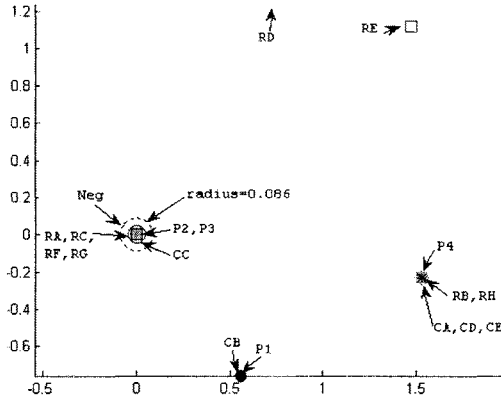 1.2
RD
RE
1
0.8
0.6
0.4
0.2
Neg
radius=0.086
0
RA,RC,
RF,RG
P2,P3
CC
P4
-0.2
RB,RH
-0.4
CA,CD,CE
-0.6
CB
P1
-0.5
0
0.5
1
1.5